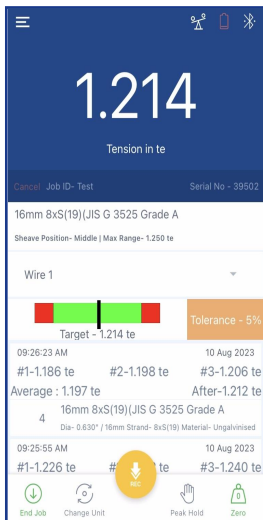 1.214
Tension in te
Cancel Job ID- Test Serial No - 39502
16mm 8xS(19)(JIS G 3525 Grade A
Sheave Position- Middle | Max Range- 1.250 te
Wire 1
Target - 1.214 te
Tolerance - 5%
09:26:23 AM 10 Aug 2023
#1-1.186 te #2-1.198 te #3-1.206 te
Average : 1.197 te After-1.212 te
4 16mm 8xS(19)(JIS G 3525 Grade A
Dia- 0.630" / 16mm Strand- 8xS(19) Material- Ungalvinised
09:25:55 AM 10 Aug 2023
#1-1.226 te te #3-1.240 te
REC
End Job Change Unit Peak Hold Zero